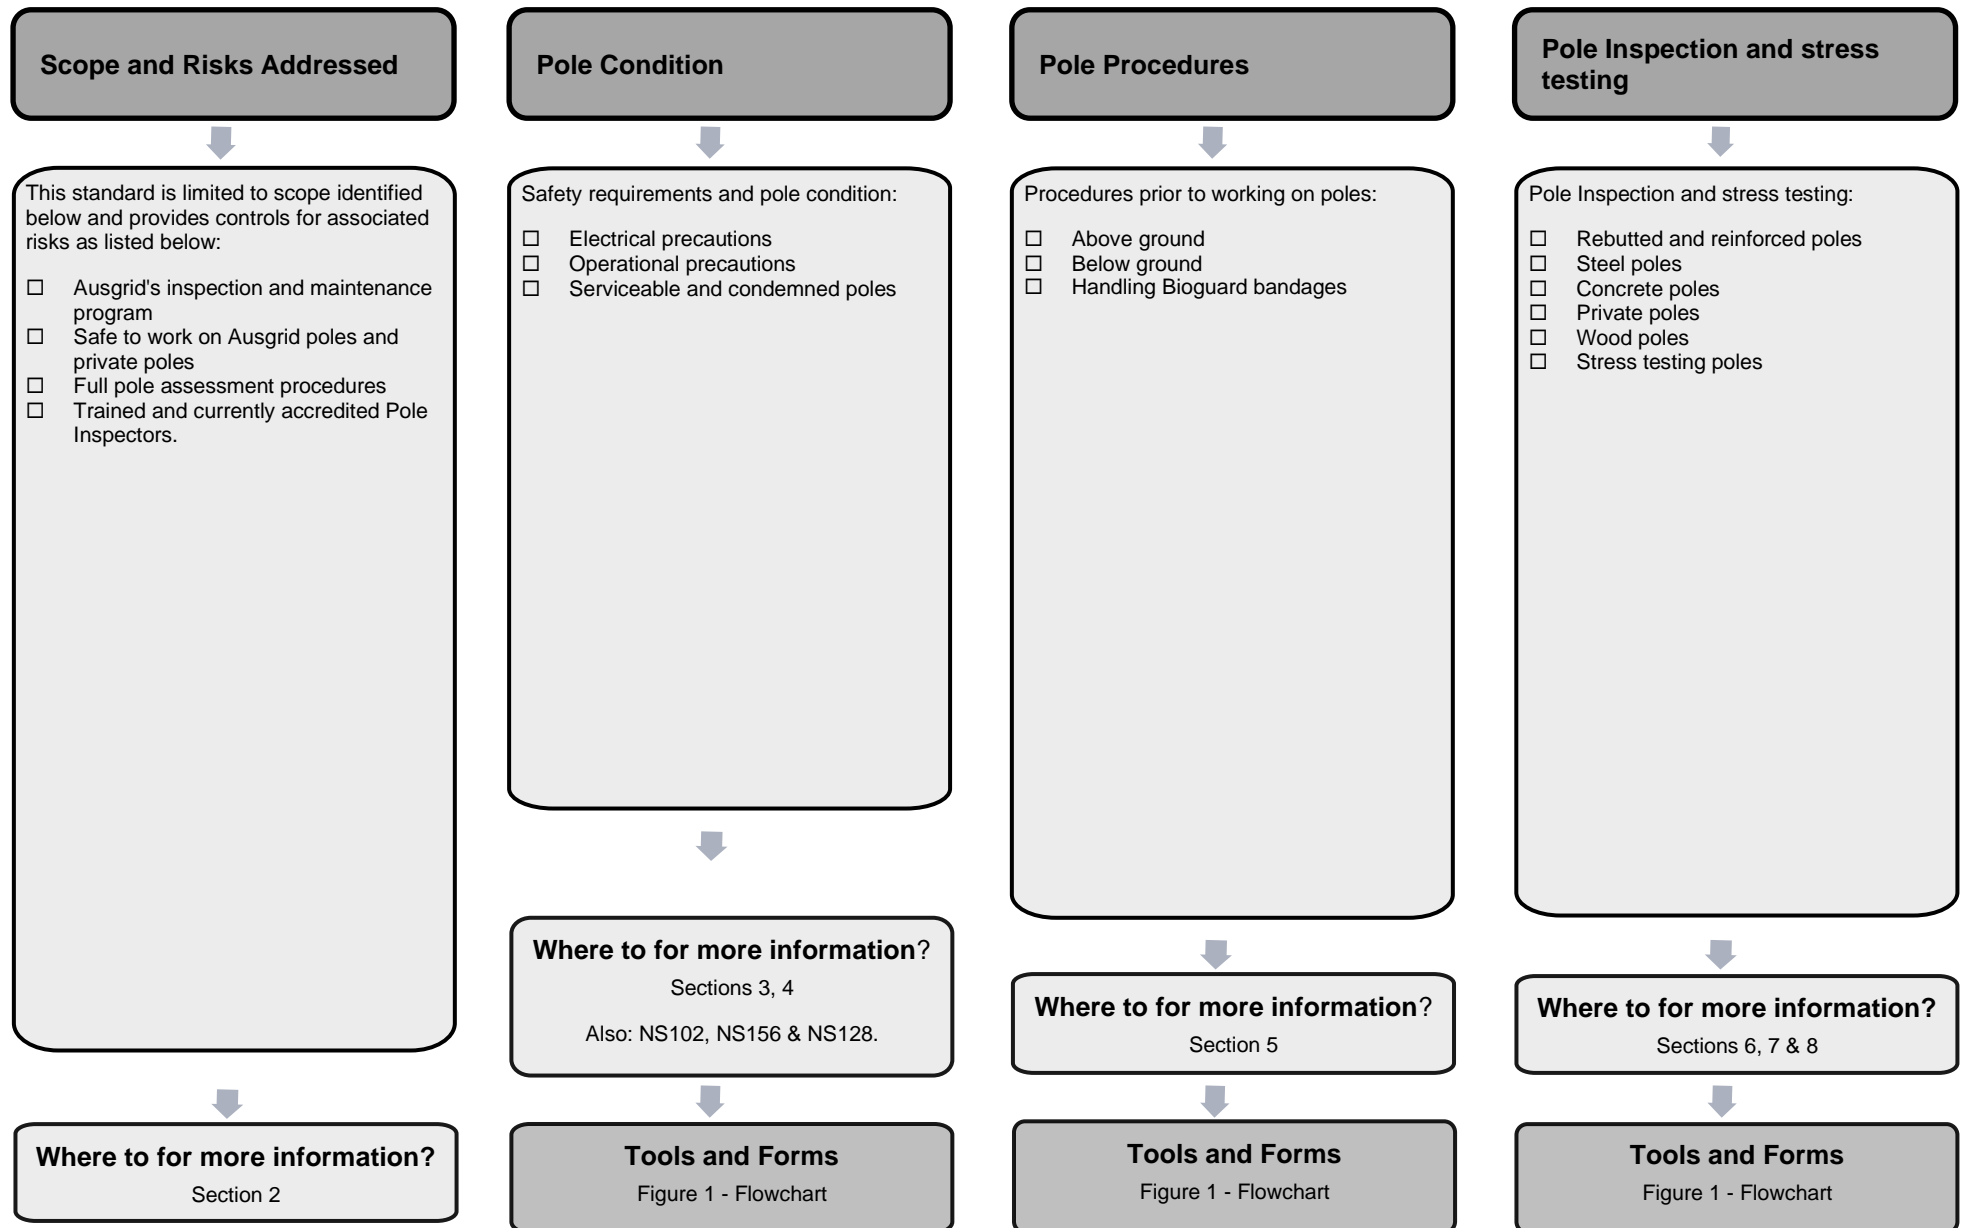 Scope and Risks Addressed
This standard is limited to scope identified
below and provides controls for associated
risks as listed below:
☐ Ausgrid's inspection and maintenance
program
☐ Safe to work on Ausgrid poles and
private poles
☐ Full pole assessment procedures
☐ Trained and currently accredited Pole
Inspectors.
Where to for more information?
Section 2
Pole Condition
Safety requirements and pole condition:
☐ Electrical precautions
☐ Operational precautions
☐ Serviceable and condemned poles
Where to for more information?
Sections 3, 4
Also: NS102, NS156 & NS128.
Tools and Forms
Figure 1 - Flowchart
Pole Procedures
Procedures prior to working on poles:
☐ Above ground
☐ Below ground
☐ Handling Bioguard bandages
Where to for more information?
Section 5
Tools and Forms
Figure 1 - Flowchart
Pole Inspection and stress
testing
Pole Inspection and stress testing:
☐ Rebutted and reinforced poles
☐ Steel poles
☐ Concrete poles
☐ Private poles
☐ Wood poles
☐ Stress testing poles
Where to for more information?
Sections 6, 7 & 8
Tools and Forms
Figure 1 - Flowchart